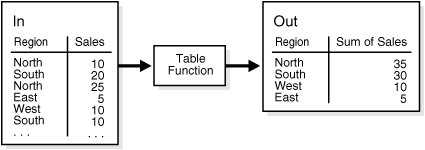 In
Region Sales
North 10
South 20
North 25
East 5
West 10
South 10
. . . . . .
Table
Function
Out
Region Sum of Sales
North 35
South 30
West 10
East 5